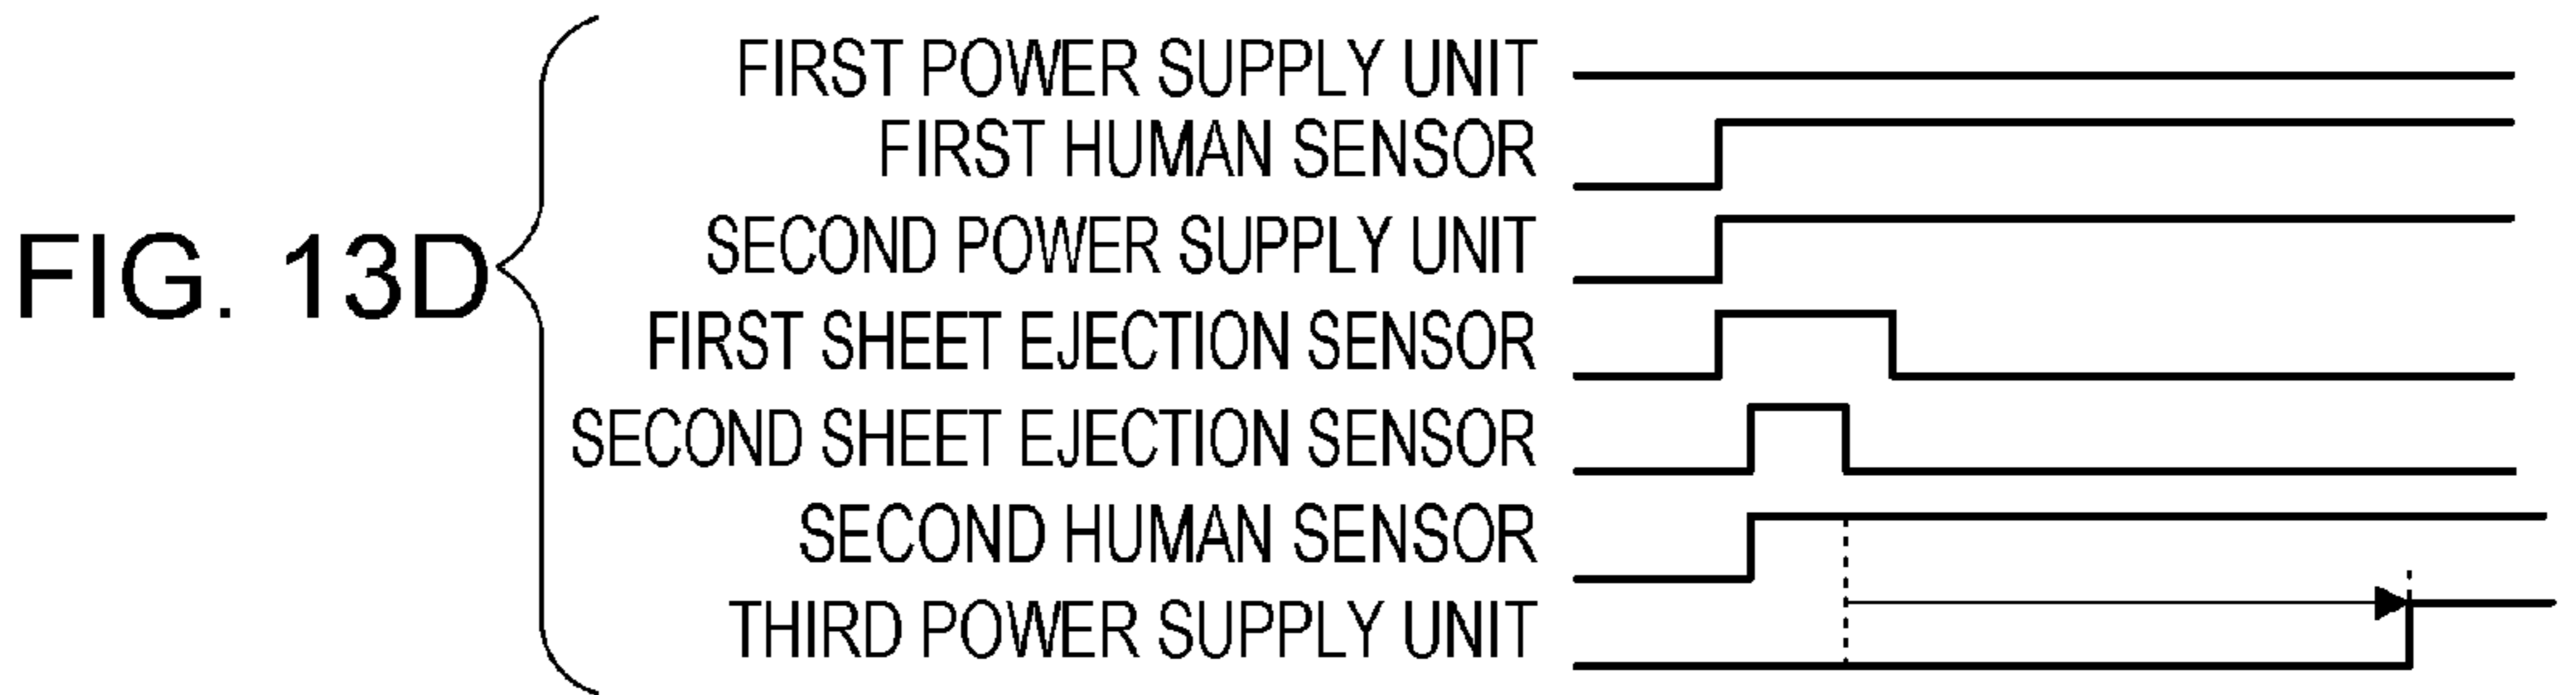 FIG. 13D
FIRST POWER SUPPLY UNIT
FIRST HUMAN SENSOR
SECOND POWER SUPPLY UNIT
FIRST SHEET EJECTION SENSOR
SECOND SHEET EJECTION SENSOR
SECOND HUMAN SENSOR
THIRD POWER SUPPLY UNIT